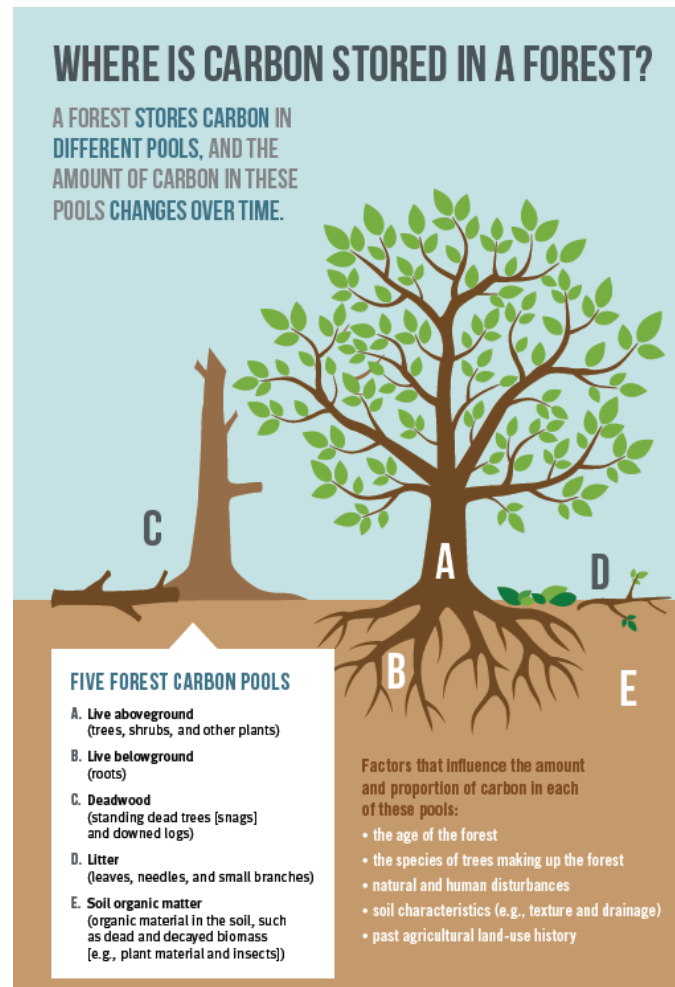 WHERE IS CARBON STORED IN A FOREST?
A FOREST STORES CARBON IN
DIFFERENT POOLS, AND THE
AMOUNT OF CARBON IN THESE
POOLS CHANGES OVER TIME.
C
A
D
B
E
FIVE FOREST CARBON POOLS
A. Live aboveground
(trees, shrubs, and other plants)
B. Live belowground
(roots)
C. Deadwood
(standing dead trees [snags]
and downed logs)
D. Litter
(leaves, needles, and small branches)
E. Soil organic matter
(organic material in the soil, such
as dead and decayed biomass
[e.g., plant material and insects])
Factors that influence the amount
and proportion of carbon in each
of these pools:
• the age of the forest
• the species of trees making up the forest
• natural and human disturbances
• soil characteristics (e.g., texture and drainage)
• past agricultural land-use history